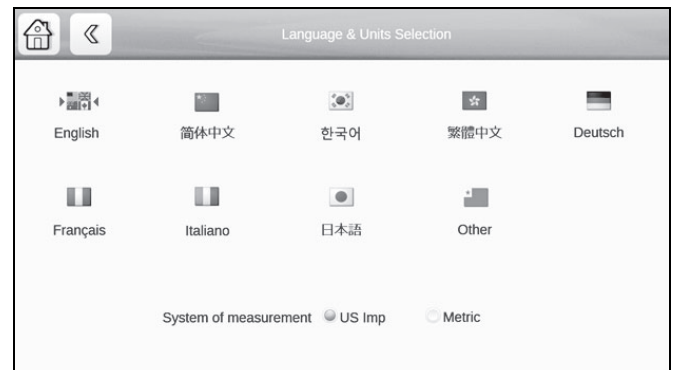 Language & Units Selection
English 简体中文 한국어 繁體中文 Deutsch
Français Italiano 日本語 Other
System of measurement US Imp Metric